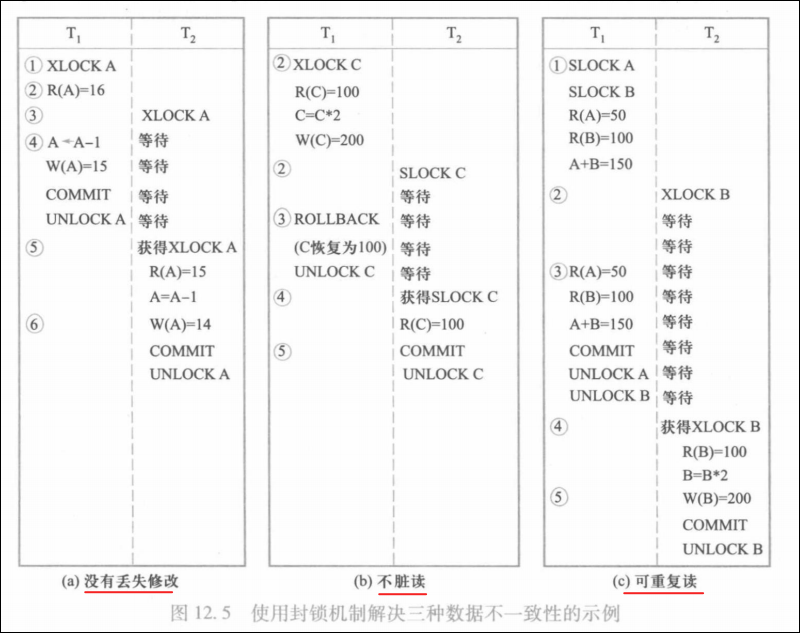 T₁ T₂
① XLOCK A
② R(A)=16
③ XLOCK A
④ A←A-1 等待
W(A)=15 等待
COMMIT 等待
UNLOCK A 等待
⑤ 获得XLOCK A
R(A)=15
A=A-1
⑥ W(A)=14
COMMIT
UNLOCK A
(a) 没有丢失修改
T₁ T₂
② XLOCK C
R(C)=100
C=C*2
W(C)=200
② SLOCK C
等待
③ ROLLBACK 等待
(C恢复为100) 等待
UNLOCK C 等待
④ 获得SLOCK C
R(C)=100
⑤ COMMIT
UNLOCK C
(b) 不脏读
T₁ T₂
① SLOCK A
SLOCK B
R(A)=50
R(B)=100
A+B=150
② XLOCK B
等待
等待
③ R(A)=50 等待
R(B)=100 等待
A+B=150 等待
COMMIT 等待
UNLOCK A 等待
UNLOCK B 等待
④ 获得XLOCK B
R(B)=100
B=B*2
⑤ W(B)=200
COMMIT
UNLOCK B
(c) 可重复读
图 12.5 使用封锁机制解决三种数据不一致性的示例